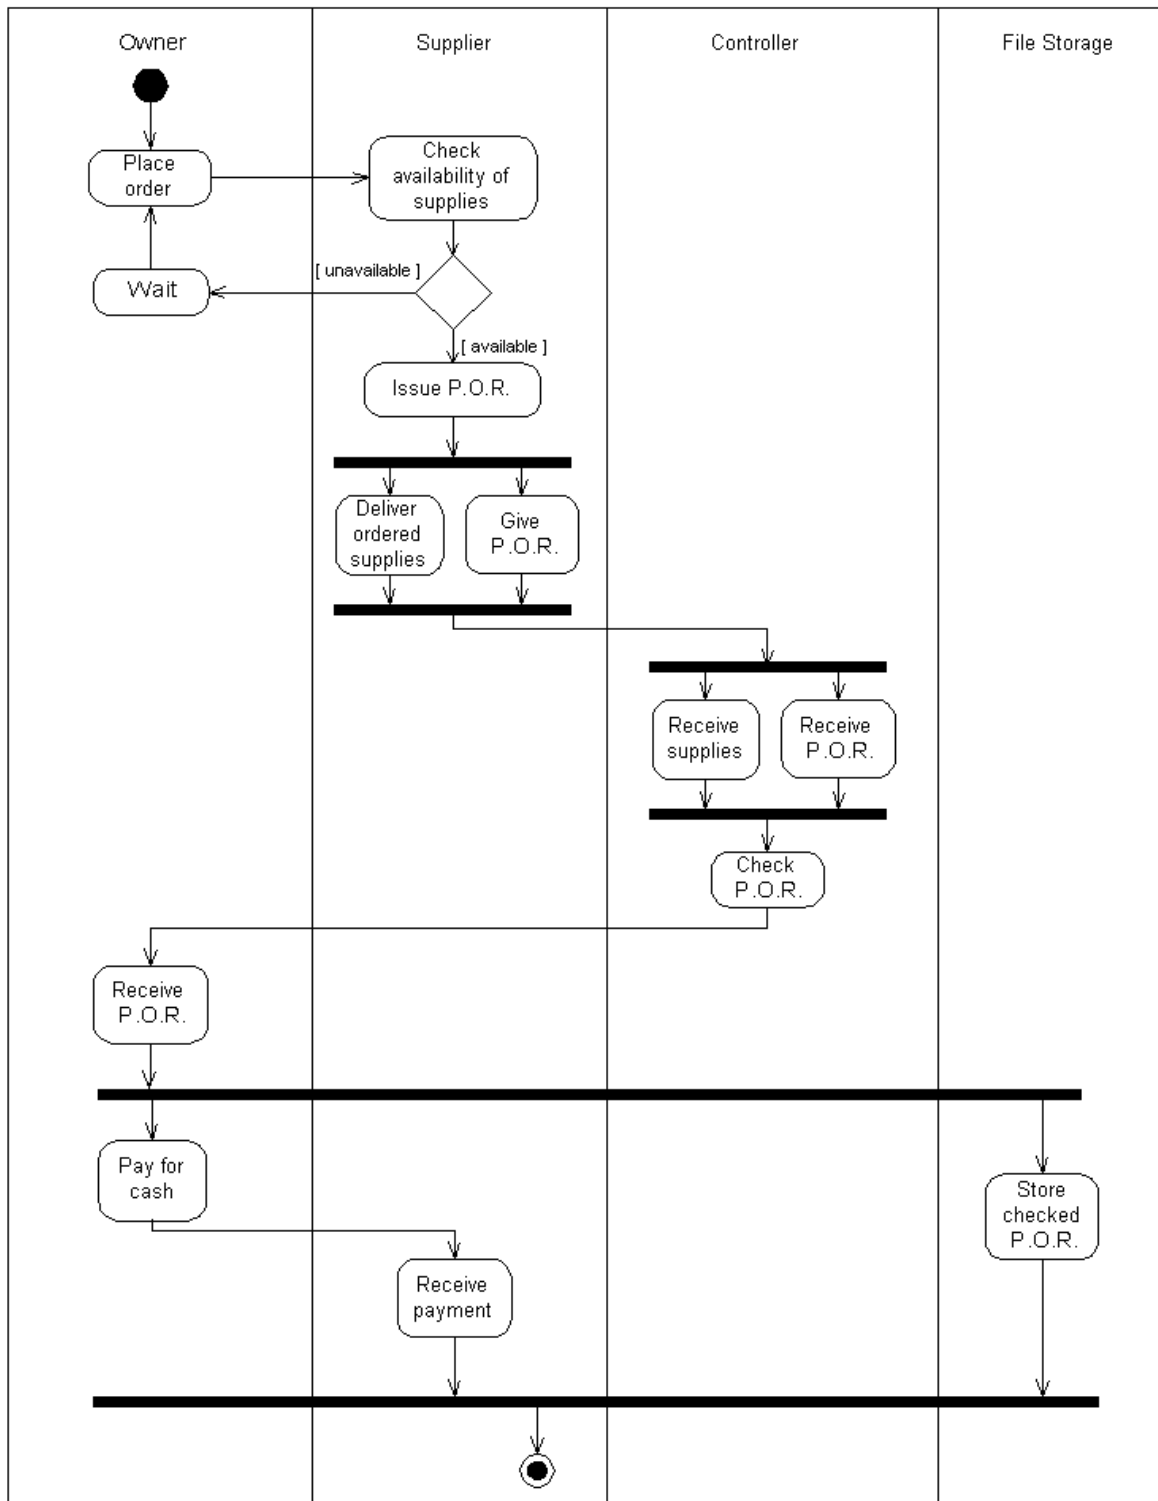 Owner
Supplier
Controller
File Storage
Place
order
Check
availability of
supplies
[ unavailable ]
Wait
[ available ]
Issue P.O.R.
Deliver
ordered
supplies
Give
P.O.R.
Receive
supplies
Receive
P.O.R.
Check
P.O.R.
Receive
P.O.R.
Pay for
cash
Store
checked
P.O.R.
Receive
payment